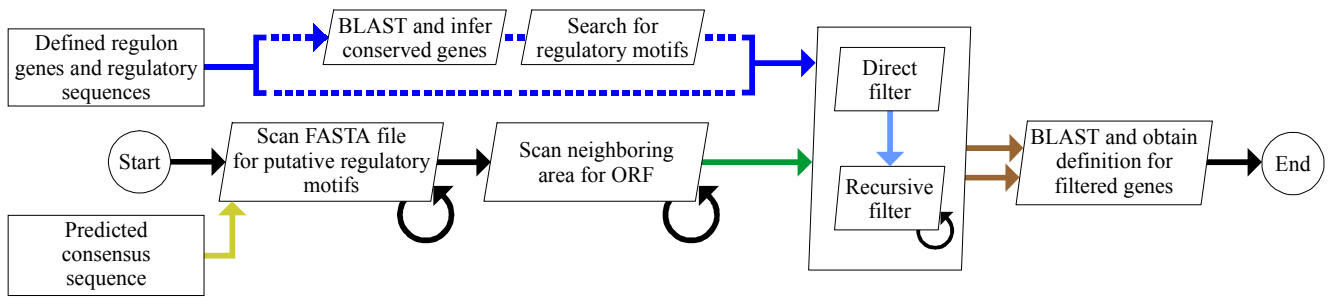 Defined regulon
genes and regulatory
sequences
BLAST and infer
conserved genes
Search for
regulatory motifs
Direct
filter
Recursive
filter
Start
Scan FASTA file
for putative regulatory
motifs
Scan neighboring
area for ORF
BLAST and obtain
definition for
filtered genes
End
Predicted
consensus
sequence